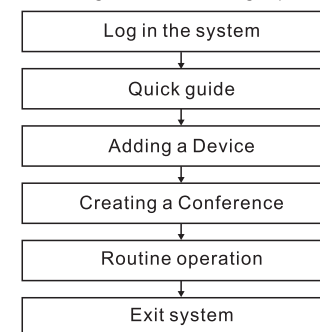 Log in the system
Quick guide
Adding a Device
Creating a Conference
Routine operation
Exit system